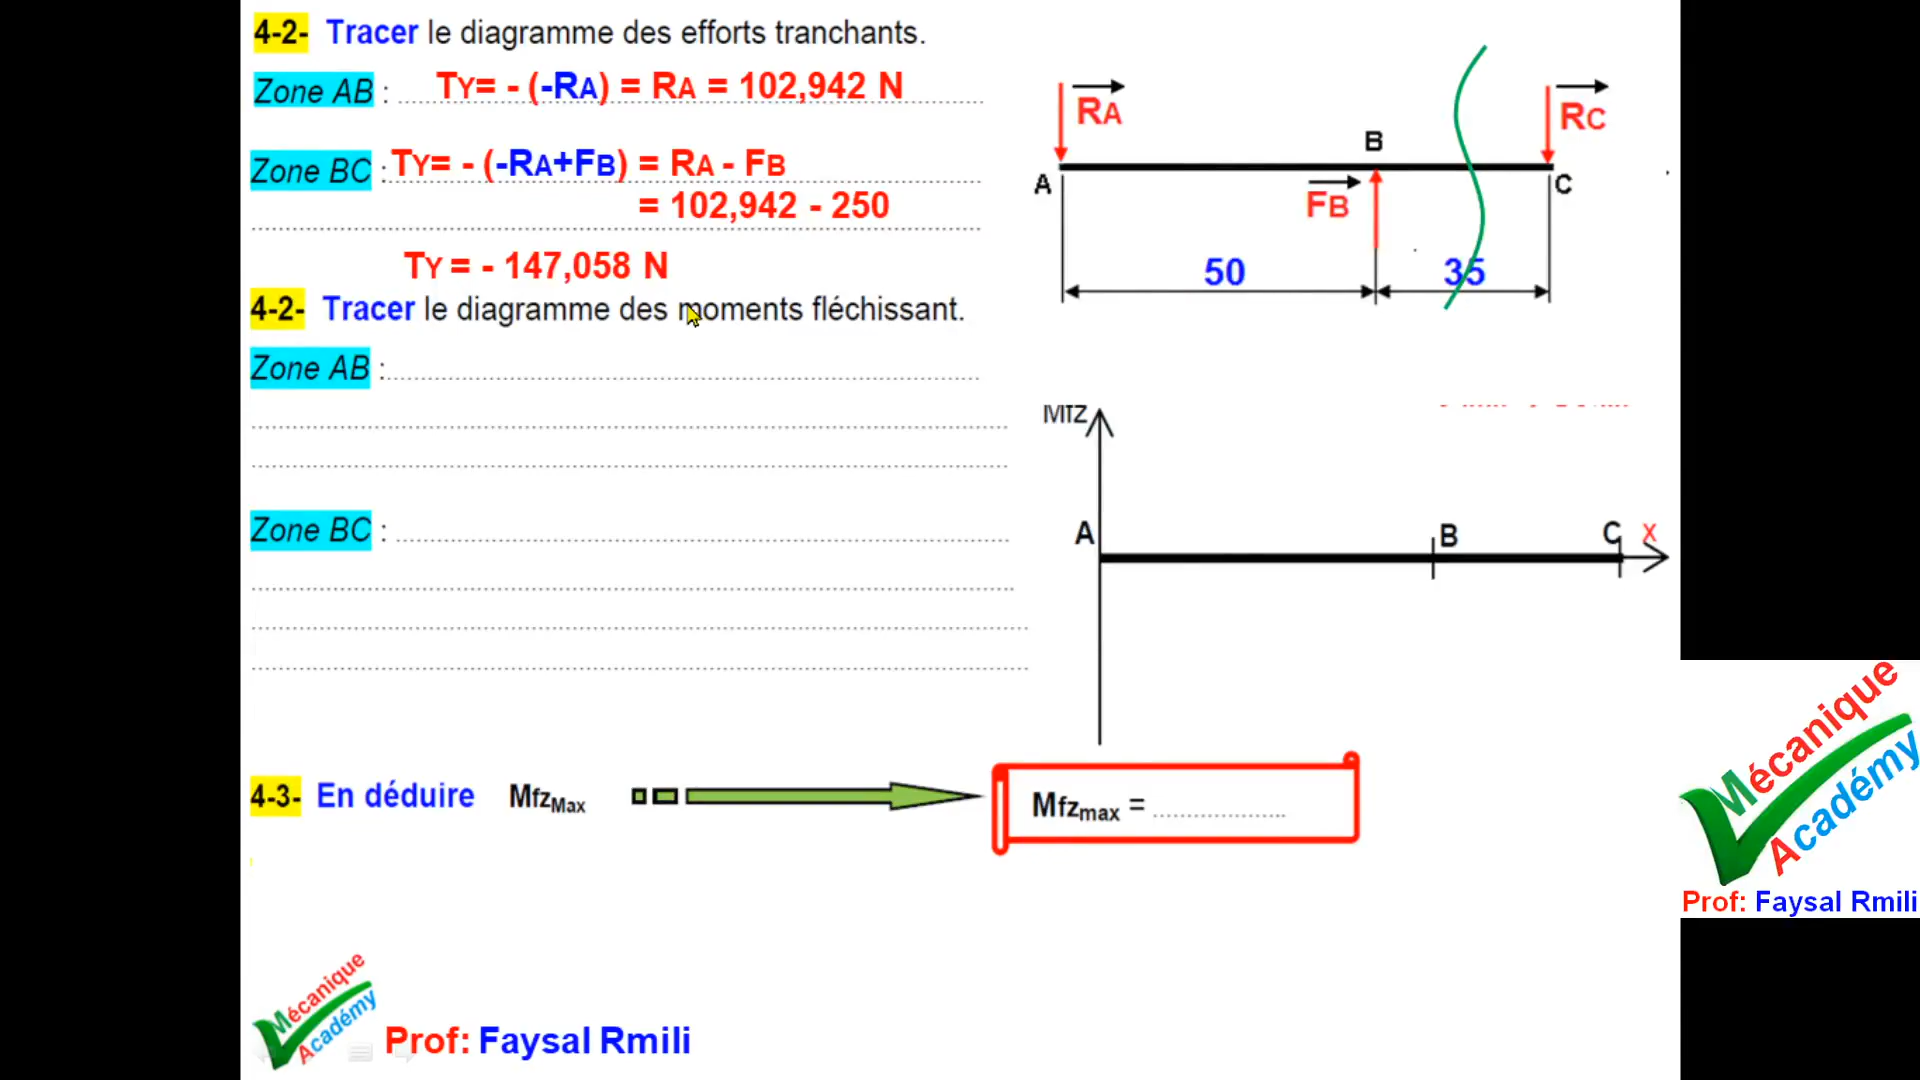 4-2- Tracer le diagramme des efforts tranchants.
Zone AB : TY= - (-RA) = RA = 102,942 N
Zone BC : TY= - (-RA+FB) = RA - FB
= 102,942 - 250
TY = - 147,058 N
RA
RC
B
A
C
FB
50
35
4-2- Tracer le diagramme des moments fléchissant.
Zone AB :
Zone BC :
Mfz
A
B
C
x
4-3- En déduire MfzMax
Mfzmax = ....................
Mécanique
Académy
Prof: Faysal Rmili
Mécanique
Académy
Prof: Faysal Rmili